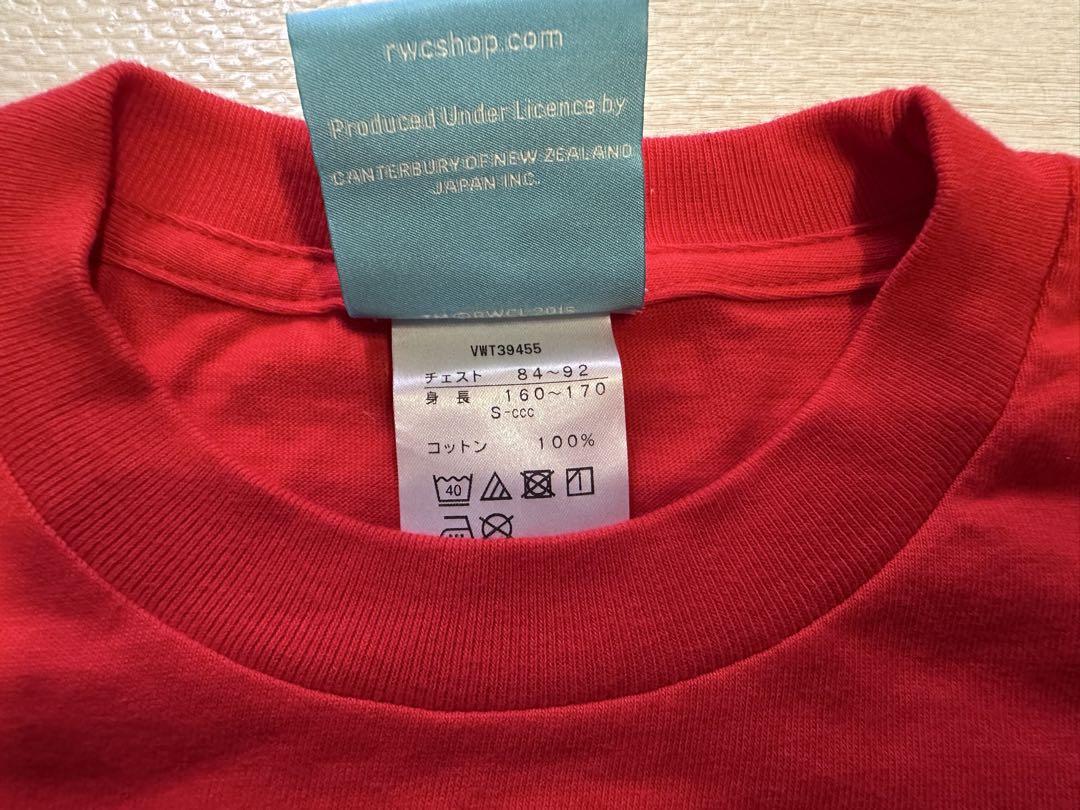 rwcshop.com
Produced Under Licence by
CANTERBURY OF NEW ZEALAND
JAPAN INC.
VWT39455
チェスト 84～92
身長 160～170
S-ccc
コットン 100%
40